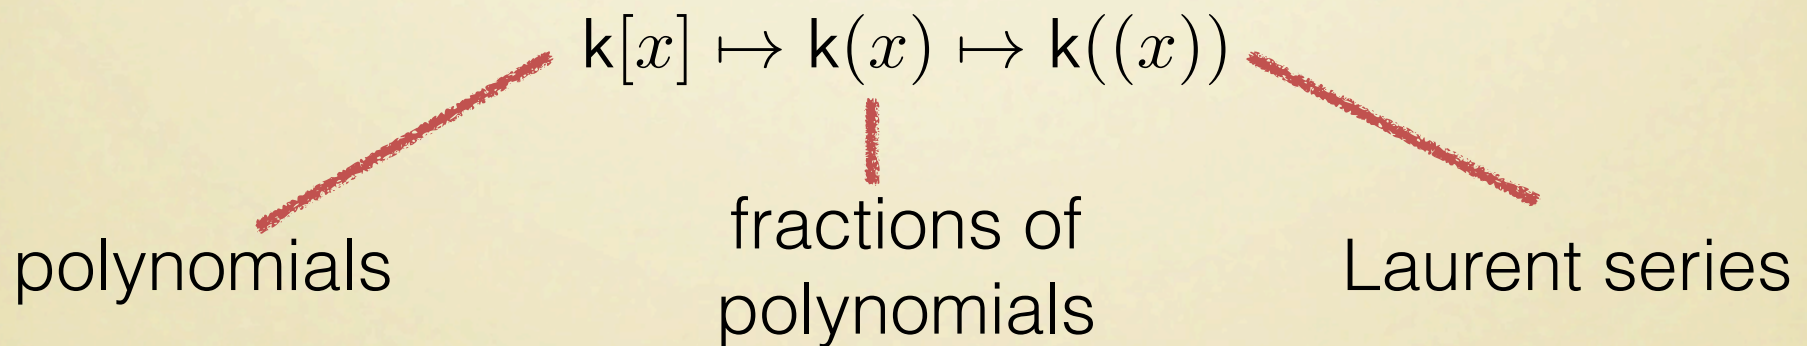 k[x] ↦ k(x) ↦ k((x))
polynomials
fractions of
polynomials
Laurent series